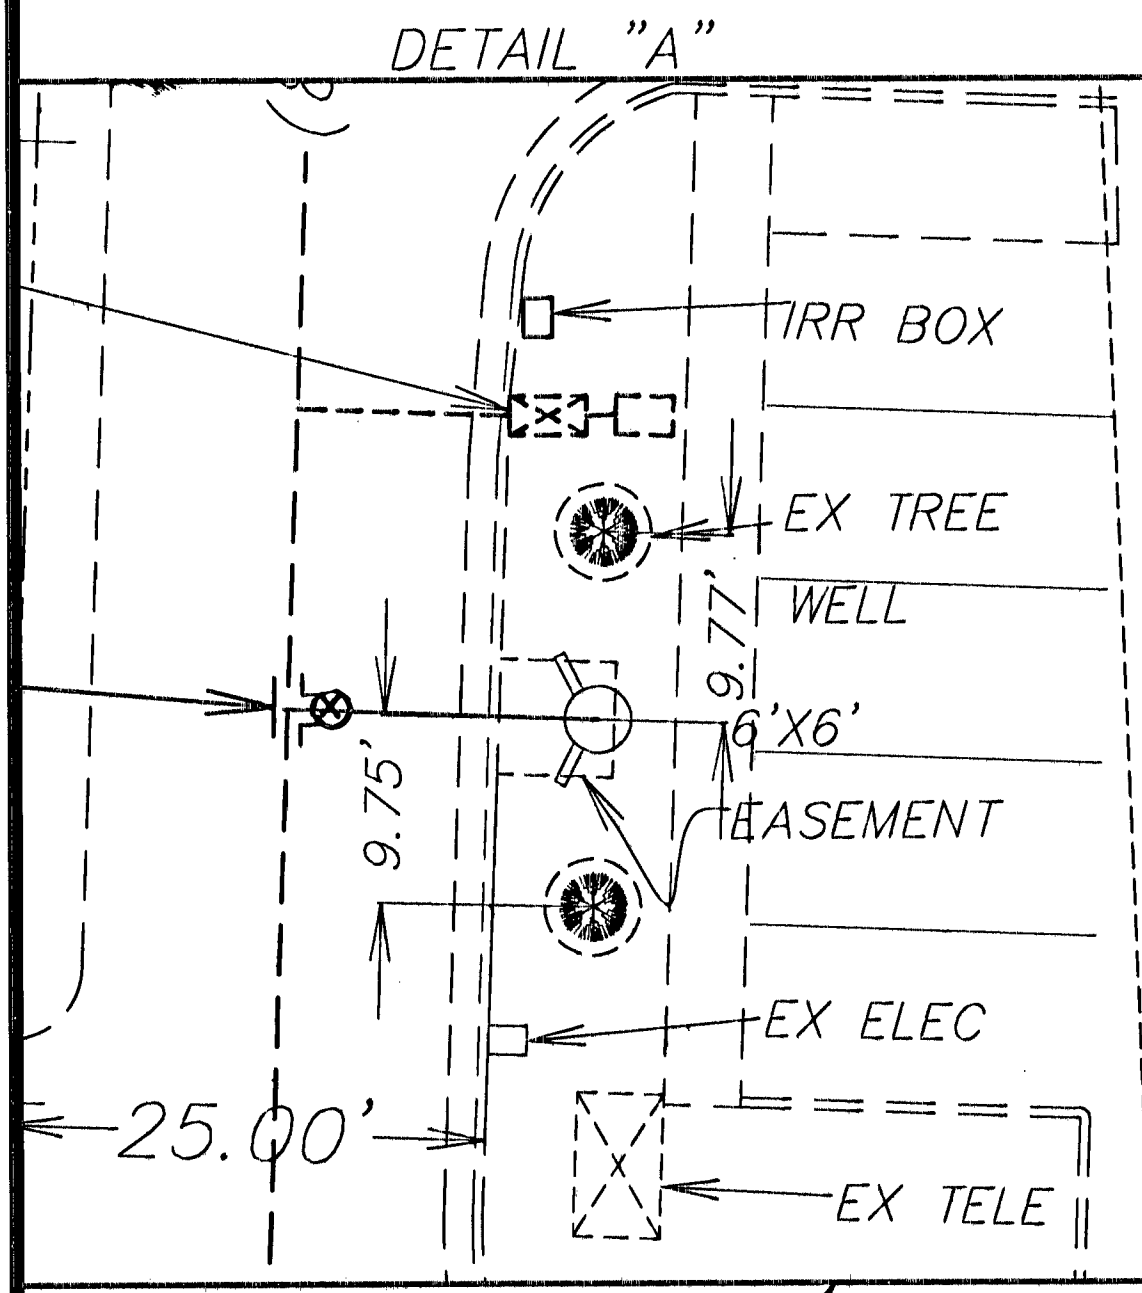 DETAIL "A"
IRR BOX
EX TREE
WELL
9.77'
6'X6'
9.75'
EASEMENT
EX ELEC
25.00'
EX TELE